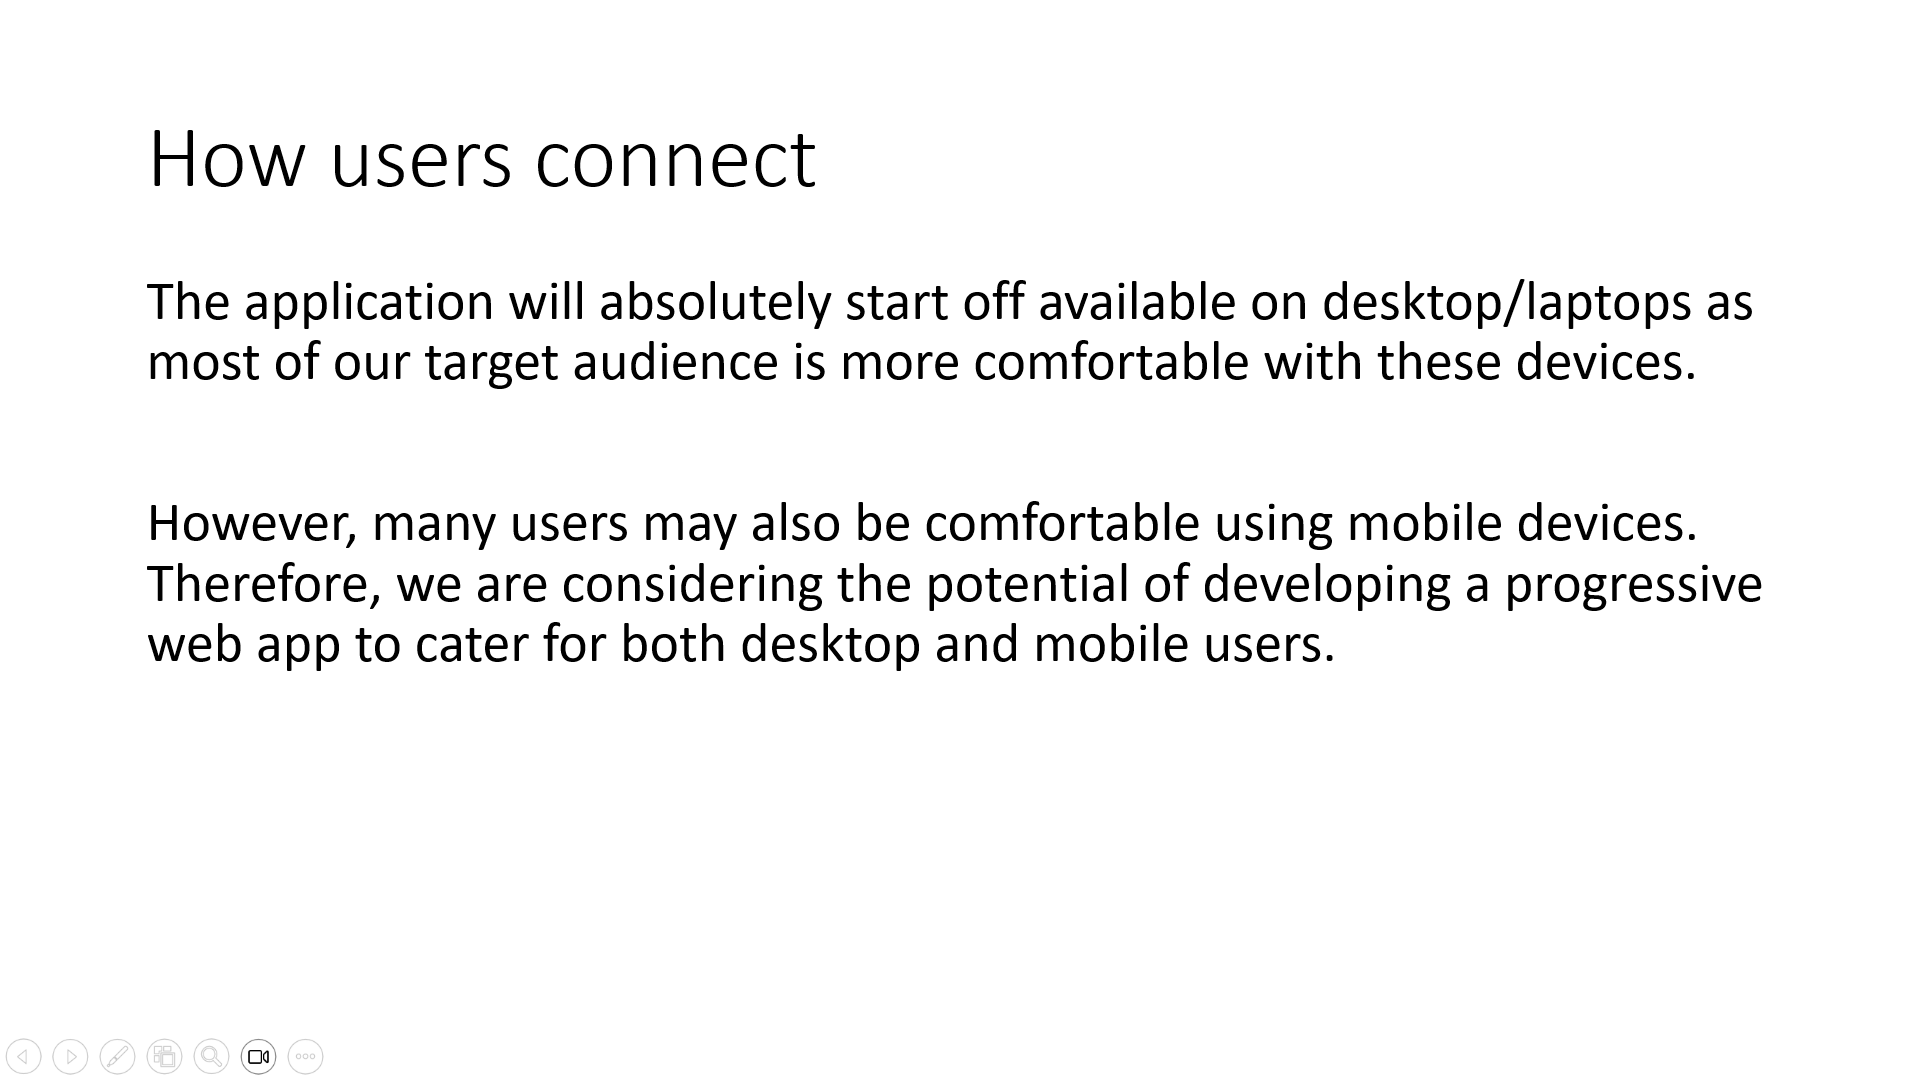 How users connect
The application will absolutely start off available on desktop/laptops as
most of our target audience is more comfortable with these devices.
However, many users may also be comfortable using mobile devices.
Therefore, we are considering the potential of developing a progressive
web app to cater for both desktop and mobile users.